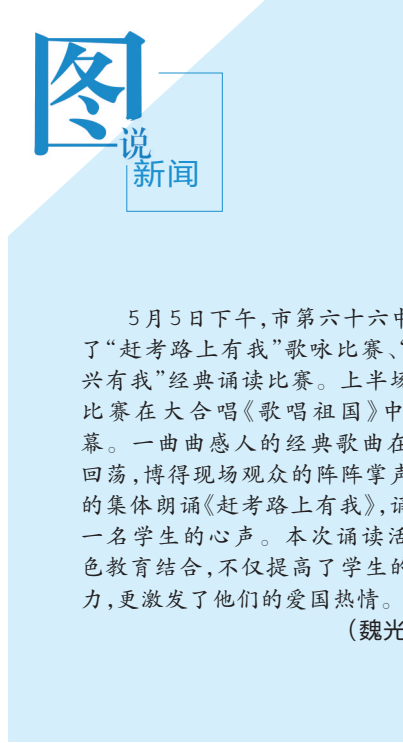 图说
新闻
5月5日下午,市第六十六中
了“赶考路上有我”歌咏比赛、“
兴有我”经典诵读比赛。上半场
比赛在大合唱《歌唱祖国》中
幕。一曲曲感人的经典歌曲在
回荡,博得现场观众的阵阵掌声
的集体朗诵《赶考路上有我》,诵
一名学生的心声。本次诵读活
色教育结合,不仅提高了学生的
力,更激发了他们的爱国热情。
(魏光